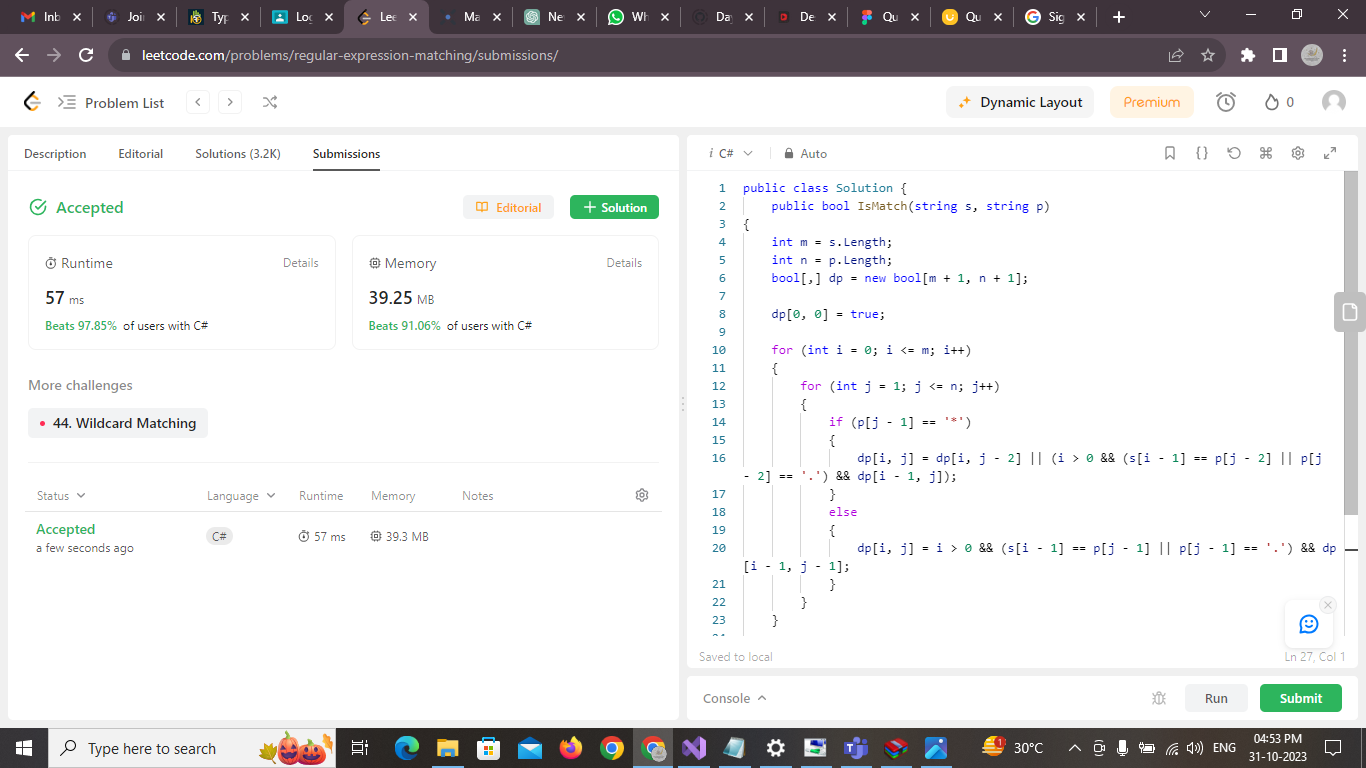 Inb
Joi
Typ
Log
Lee
Ma
Ne
Wh
Da
De
Qu
Qu
Sig
leetcode.com/problems/regular-expression-matching/submissions/
Problem List
Dynamic Layout
Premium
0
Description
Editorial
Solutions (3.2K)
Submissions
Accepted
Editorial
Solution
Runtime
Details
57 ms
Beats 97.85% of users with C#
Memory
Details
39.25 MB
Beats 91.06% of users with C#
More challenges
44. Wildcard Matching
Status
Language
Runtime
Memory
Notes
Accepted
a few seconds ago
C#
57 ms
39.3 MB
i C#
Auto
1 public class Solution {
2 public bool IsMatch(string s, string p)
3 {
4 int m = s.Length;
5 int n = p.Length;
6 bool[,] dp = new bool[m + 1, n + 1];
7
8 dp[0, 0] = true;
9
10 for (int i = 0; i <= m; i++)
11 {
12 for (int j = 1; j <= n; j++)
13 {
14 if (p[j - 1] == '*')
15 {
16 dp[i, j] = dp[i, j - 2] || (i > 0 && (s[i - 1] == p[j - 2] || p[j
- 2] == '.') && dp[i - 1, j]);
17 }
18 else
19 {
20 dp[i, j] = i > 0 && (s[i - 1] == p[j - 1] || p[j - 1] == '.') && dp
[i - 1, j - 1];
21 }
22 }
23 }
Saved to local
Ln 27, Col 1
Console
Run
Submit
Type here to search
30°C
ENG
04:53 PM
31-10-2023